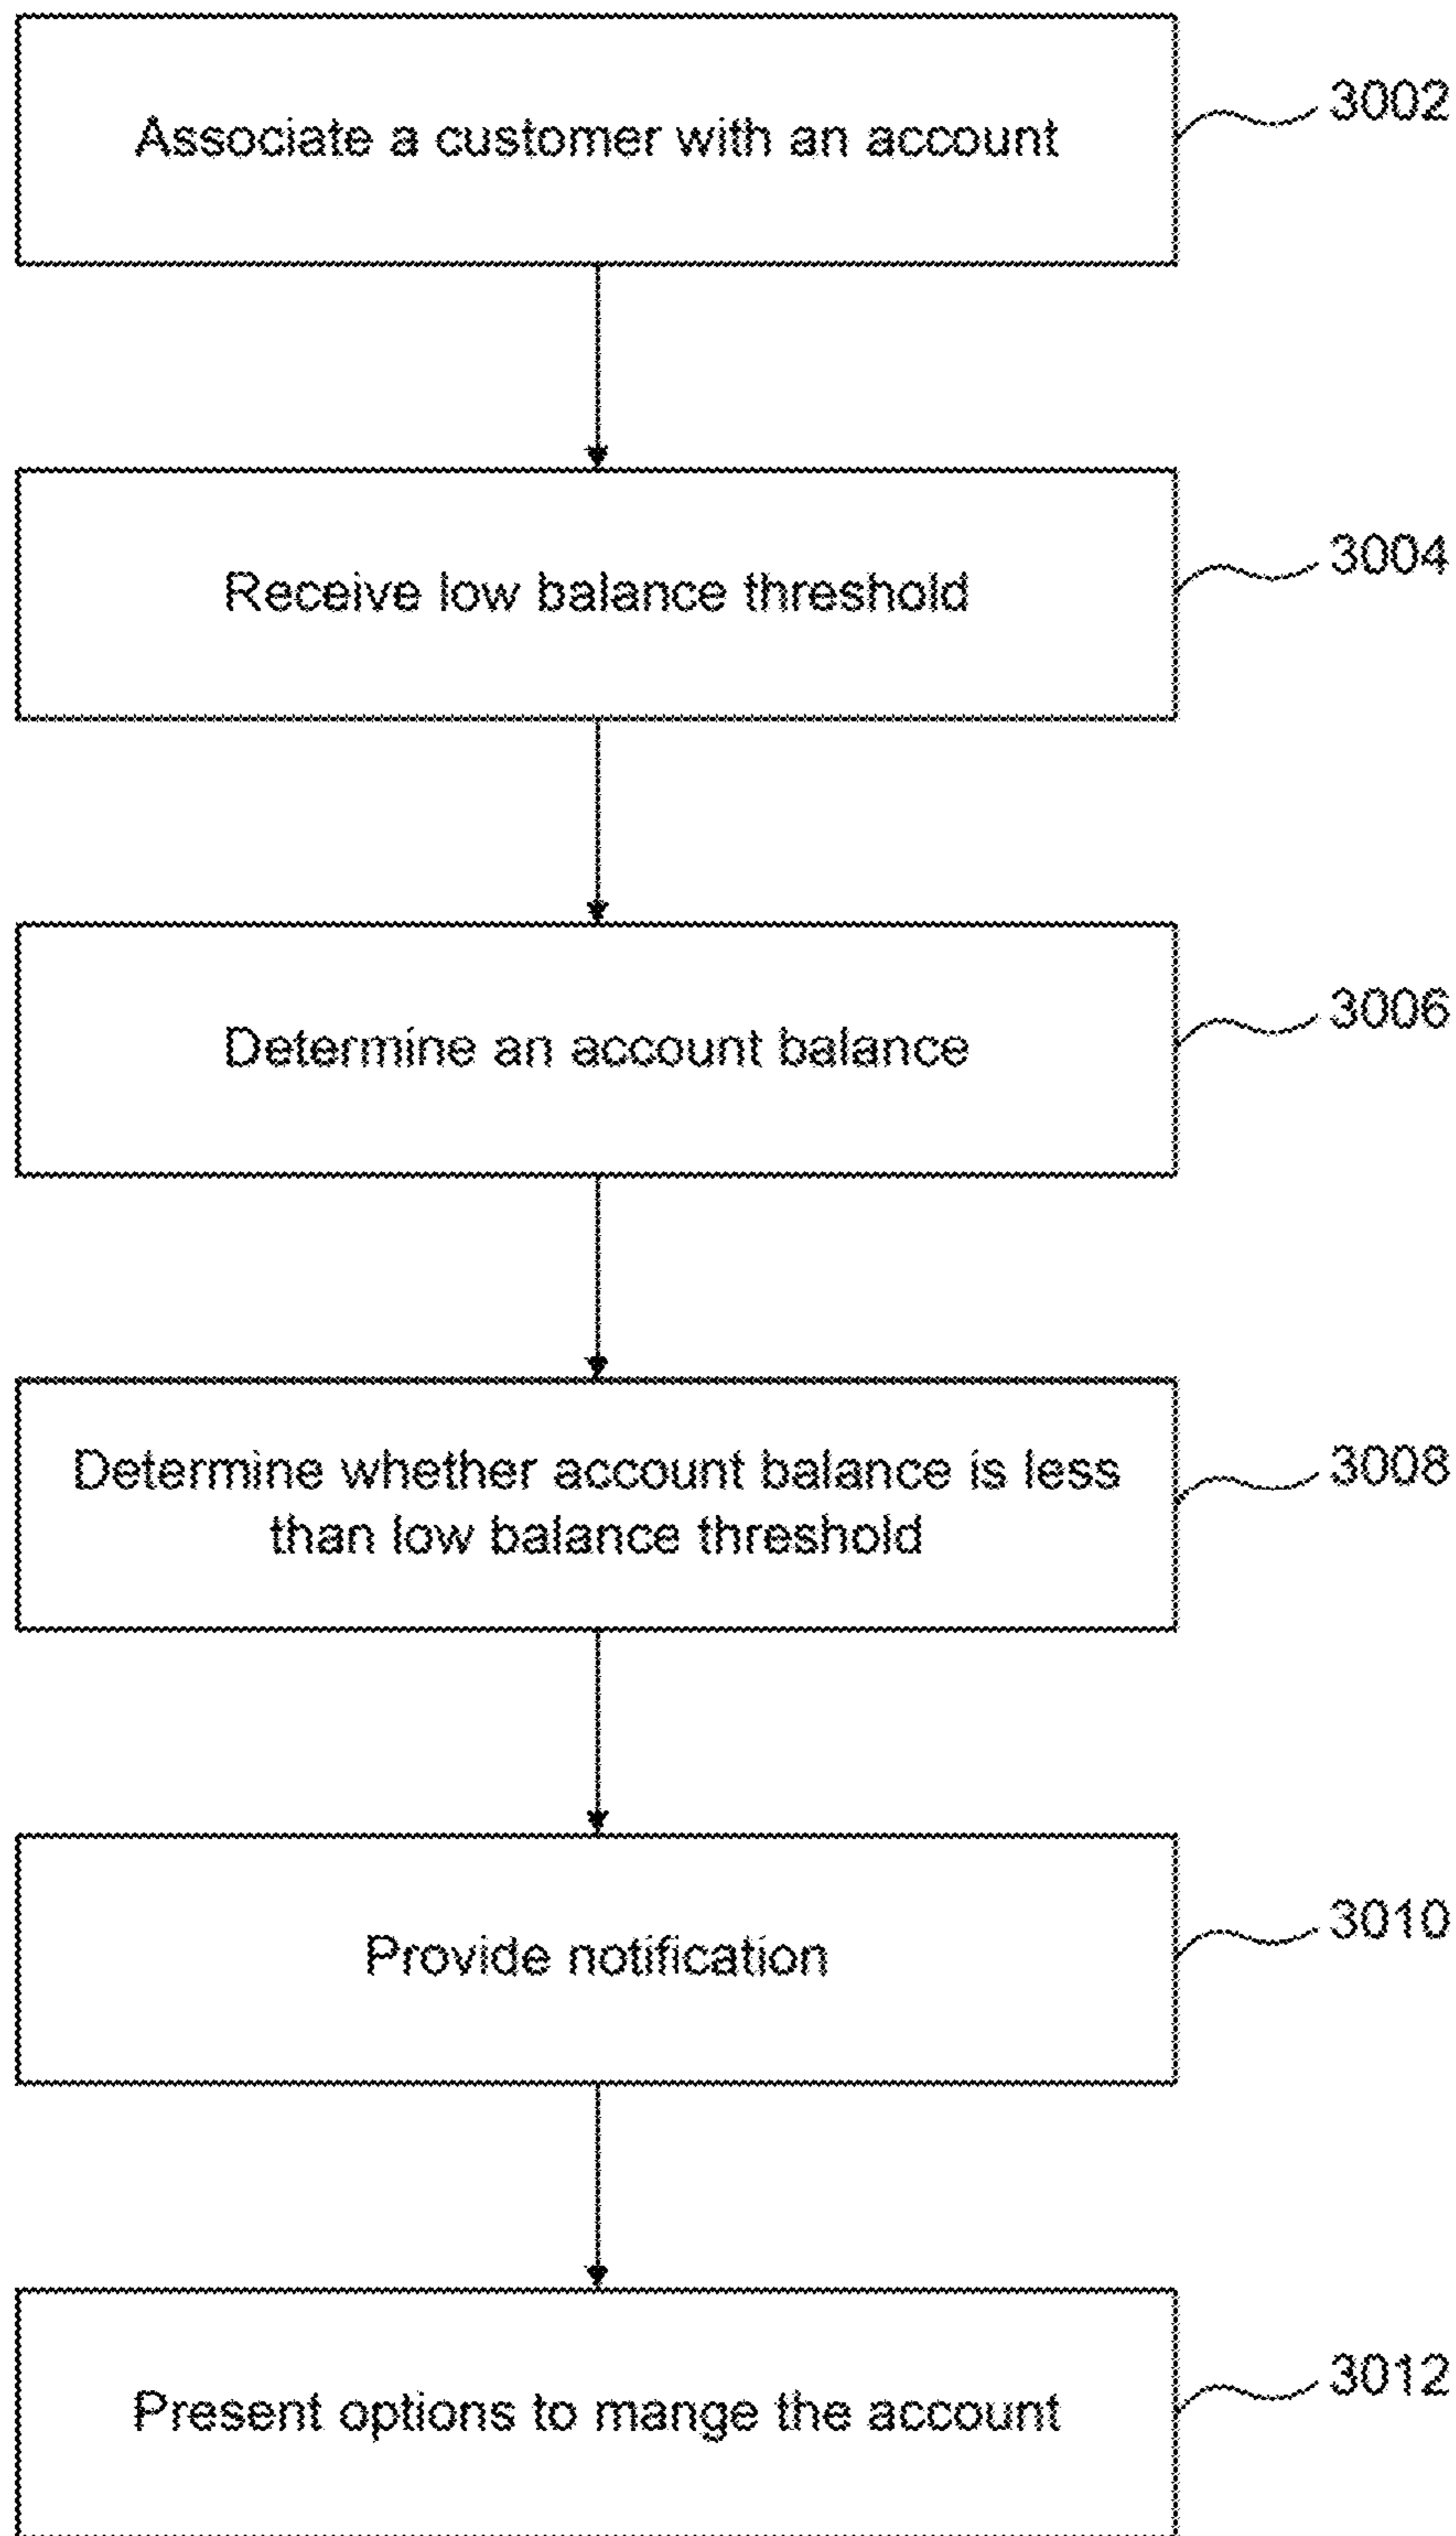 Associate a customer with an account
3002
Receive low balance threshold
3004
Determine an account balance
3006
Determine whether account balance is less
than low balance threshold
3008
Provide notification
3010
Present options to mange the account
3012